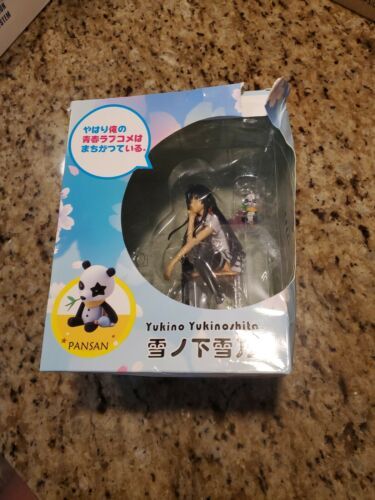 やはり俺の
青春ラブコメは
まちがっている。
PANSAN
Yukino Yukinoshita
雪ノ下雪